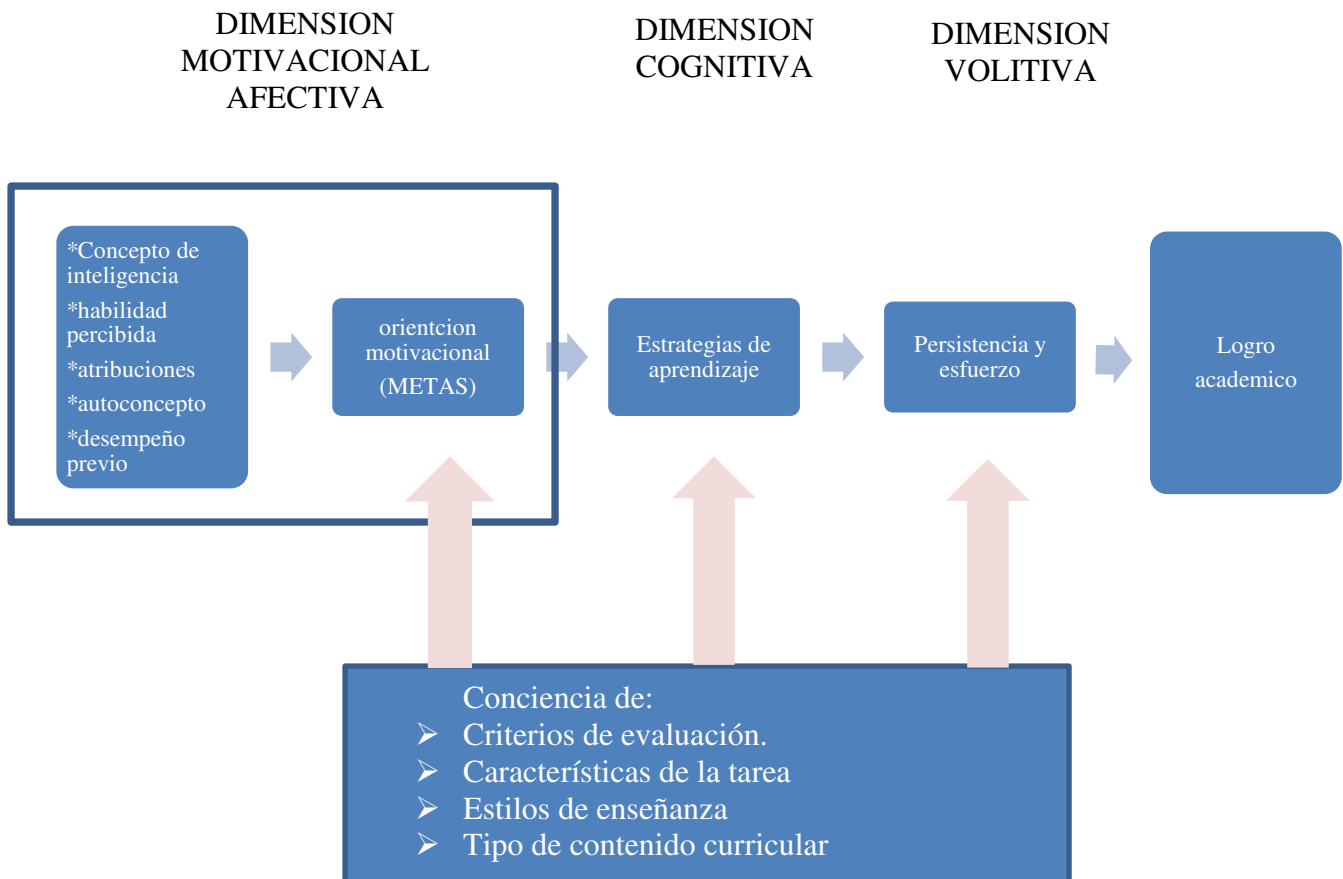 DIMENSION
MOTIVACIONAL
AFECTIVA
DIMENSION
COGNITIVA
DIMENSION
VOLITIVA
*Concepto de
inteligencia
*habilidad
percibida
*atribuciones
*autoconcepto
*desempeño
previo
orientcion
motivacional
(METAS)
Estrategias de
aprendizaje
Persistencia y
esfuerzo
Logro
academico
Conciencia de:
➢ Criterios de evaluación.
➢ Características de la tarea
➢ Estilos de enseñanza
➢ Tipo de contenido curricular